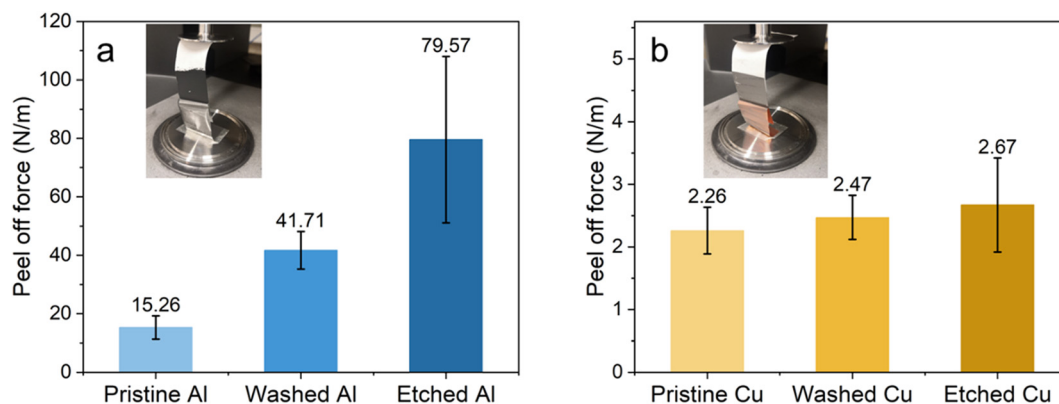 a
Peel off force (N/m)
120
100
80
60
40
20
0
15.26
41.71
79.57
Pristine Al
Washed Al
Etched Al
b
Peel off force (N/m)
5
4
3
2
1
0
2.26
2.47
2.67
Pristine Cu
Washed Cu
Etched Cu